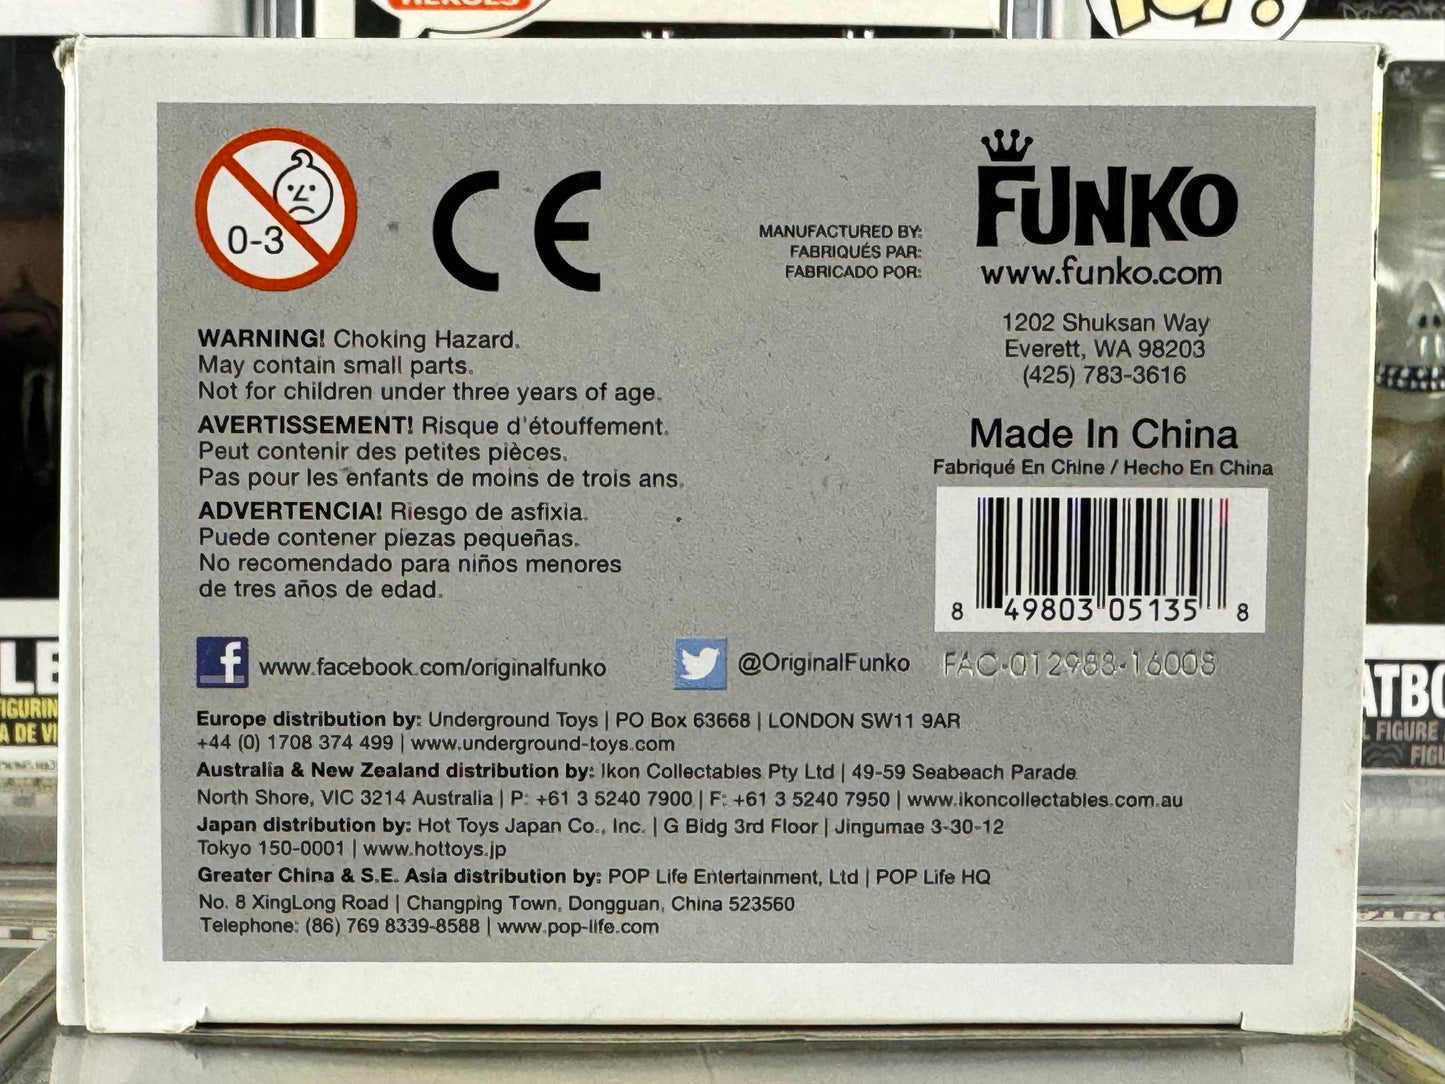 HEROES
POP!
0-3
CE
MANUFACTURED BY:
FABRIQUÉS PAR:
FABRICADO POR:
FUNKO
www.funko.com
1202 Shuksan Way
Everett, WA 98203
(425) 783-3616
Made In China
Fabriqué En Chine / Hecho En China
8 49803 05135 8
FAC-012988-16008
WARNING! Choking Hazard.
May contain small parts.
Not for children under three years of age.
AVERTISSEMENT! Risque d'étouffement.
Peut contenir des petites pièces.
Pas pour les enfants de moins de trois ans.
ADVERTENCIA! Riesgo de asfixia.
Puede contener piezas pequeñas.
No recomendado para niños menores
de tres años de edad.
f www.facebook.com/originalfunko
@OriginalFunko
Europe distribution by: Underground Toys | PO Box 63668 | LONDON SW11 9AR
+44 (0) 1708 374 499 | www.underground-toys.com
Australia & New Zealand distribution by: Ikon Collectables Pty Ltd | 49-59 Seabeach Parade
North Shore, VIC 3214 Australia | P: +61 3 5240 7900 | F: +61 3 5240 7950 | www.ikoncollectables.com.au
Japan distribution by: Hot Toys Japan Co., Inc. | G Bldg 3rd Floor | Jingumae 3-30-12
Tokyo 150-0001 | www.hottoys.jp
Greater China & S.E. Asia distribution by: POP Life Entertainment, Ltd | POP Life HQ
No. 8 XingLong Road | Changping Town, Dongguan, China 523560
Telephone: (86) 769 8339-8588 | www.pop-life.com
LE
FIGURIN
A DE VI
ATBO
L FIGURE
FIGU